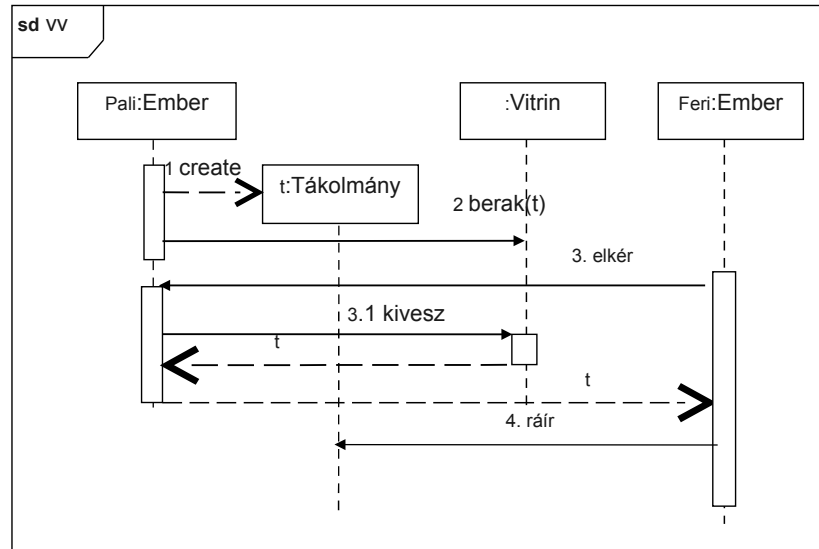 sd VV
Pali:Ember
:Vitrin
Feri:Ember
1 create
t:Tákolmány
2 berak(t)
3. elkér
3.1 kivesz
t
t
4. ráír